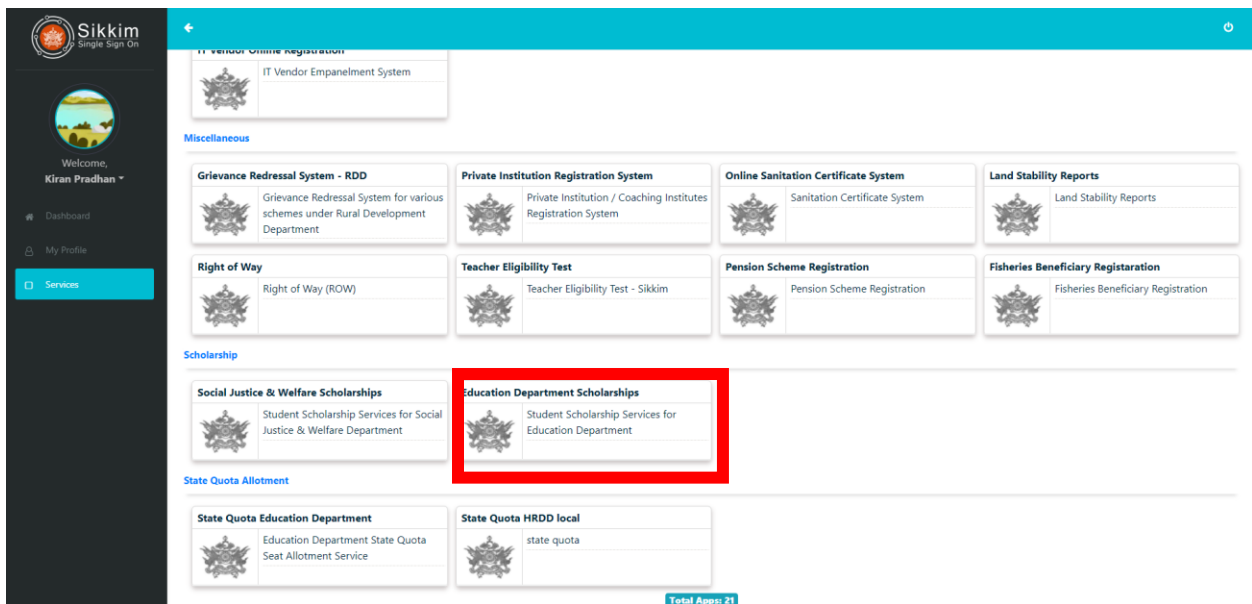 Sikkim
Single Sign On
Welcome,
Kiran Pradhan
Dashboard
My Profile
Services
IT Vendor Online Registration
IT Vendor Empanelment System
Miscellaneous
Grievance Redressal System - RDD
Grievance Redressal System for various
schemes under Rural Development
Department
Private Institution Registration System
Private Institution / Coaching Institutes
Registration System
Online Sanitation Certificate System
Sanitation Certificate System
Land Stability Reports
Land Stability Reports
Right of Way
Right of Way (ROW)
Teacher Eligibility Test
Teacher Eligibility Test - Sikkim
Pension Scheme Registration
Pension Scheme Registration
Fisheries Beneficiary Registaration
Fisheries Beneficiary Registration
Scholarship
Social Justice & Welfare Scholarships
Student Scholarship Services for Social
Justice & Welfare Department
Education Department Scholarships
Student Scholarship Services for
Education Department
State Quota Allotment
State Quota Education Department
Education Department State Quota
Seat Allotment Service
State Quota HRDD local
state quota
Total Apps: 21